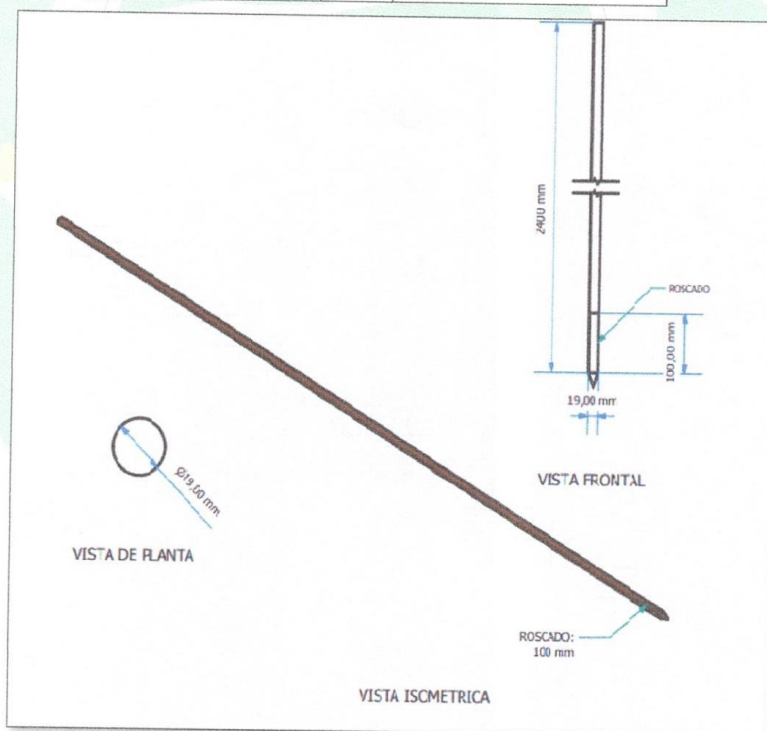 2400 mm
ROSCADO
100,00 mm
19,00 mm
VISTA FRONTAL
Ø19,00 mm
VISTA DE PLANTA
ROSCADO:
100 mm
VISTA ISOMETRICA